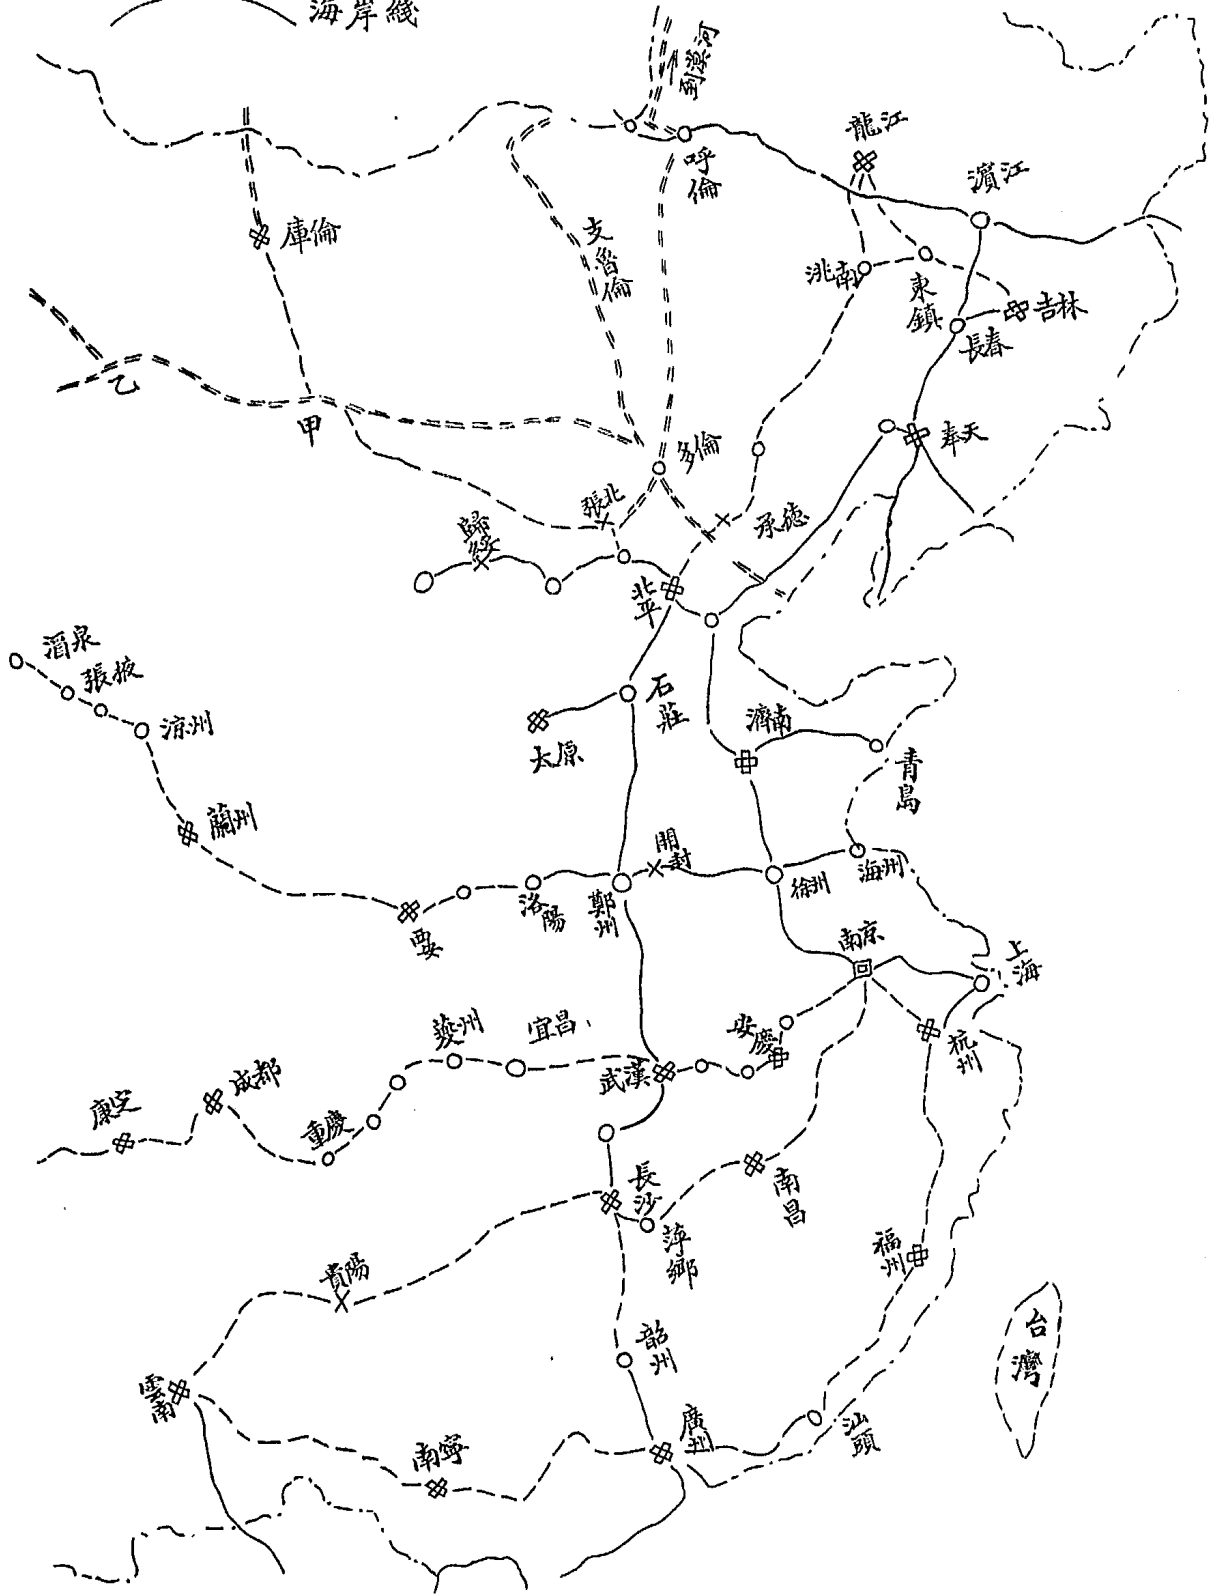 海岸綫
額爾河
呼倫
龍江
濱江
庫倫
支魯倫
洮南
東鎮
吉林
長春
乙
甲
奉天
多倫
張北
承德
歸綏
北平
酒泉
張掖
涼州
石莊
太原
濟南
青島
蘭州
開封
徐州
海州
洛陽
鄭州
西安
南京
上海
夔州
宜昌
武漢
安慶
杭州
成都
康定
重慶
長沙
南昌
萍鄉
福州
貴陽
台灣
韶州
雲南
廣州
汕頭
南寧